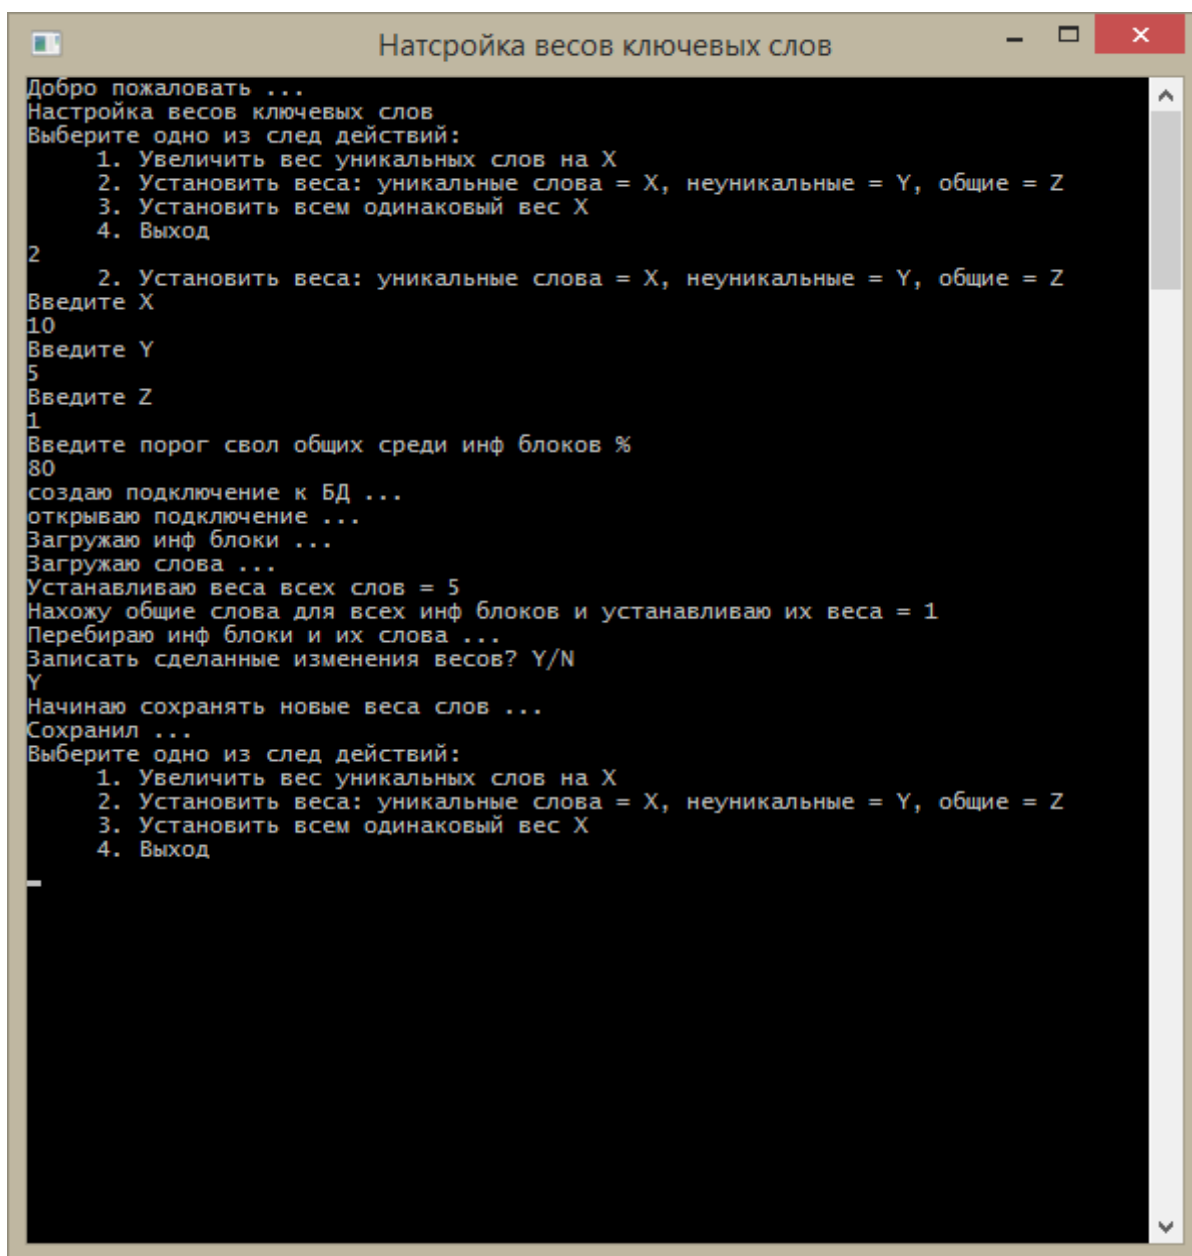 Натсройка весов ключевых слов
Добро пожаловать ...
Настройка весов ключевых слов
Выберите одно из след действий:
1. Увеличить вес уникальных слов на X
2. Установить веса: уникальные слова = X, неуникальные = Y, общие = Z
3. Установить всем одинаковый вес X
4. Выход
2
2. Установить веса: уникальные слова = X, неуникальные = Y, общие = Z
Введите X
10
Введите Y
5
Введите Z
1
Введите порог свол общих среди инф блоков %
80
создаю подключение к БД ...
открываю подключение ...
Загружаю инф блоки ...
Загружаю слова ...
Устанавливаю веса всех слов = 5
Нахожу общие слова для всех инф блоков и устанавливаю их веса = 1
Перебираю инф блоки и их слова ...
Записать сделанные изменения весов? Y/N
Y
Начинаю сохранять новые веса слов ...
Сохранил ...
Выберите одно из след действий:
1. Увеличить вес уникальных слов на X
2. Установить веса: уникальные слова = X, неуникальные = Y, общие = Z
3. Установить всем одинаковый вес X
4. Выход